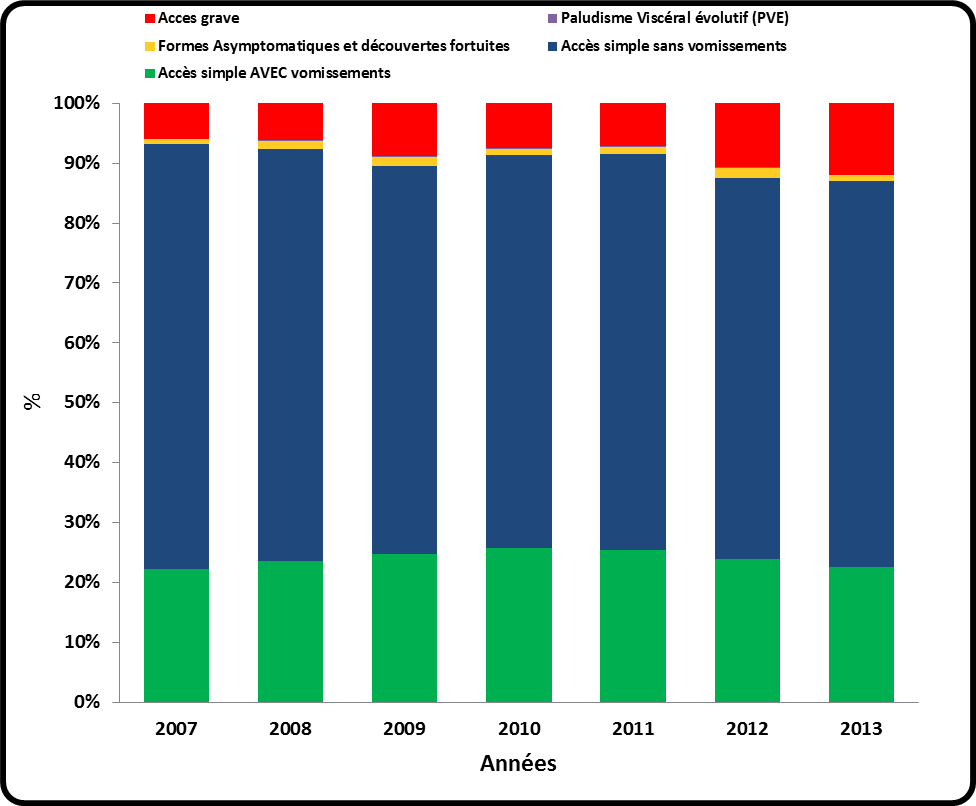 Acces grave
Paludisme Viscéral évolutif (PVE)
Formes Asymptomatiques et découvertes fortuites
Accès simple sans vomissements
Accès simple AVEC vomissements
100%
90%
80%
70%
60%
50%
40%
30%
20%
10%
0%
%
2007 2008 2009 2010 2011 2012 2013
Années